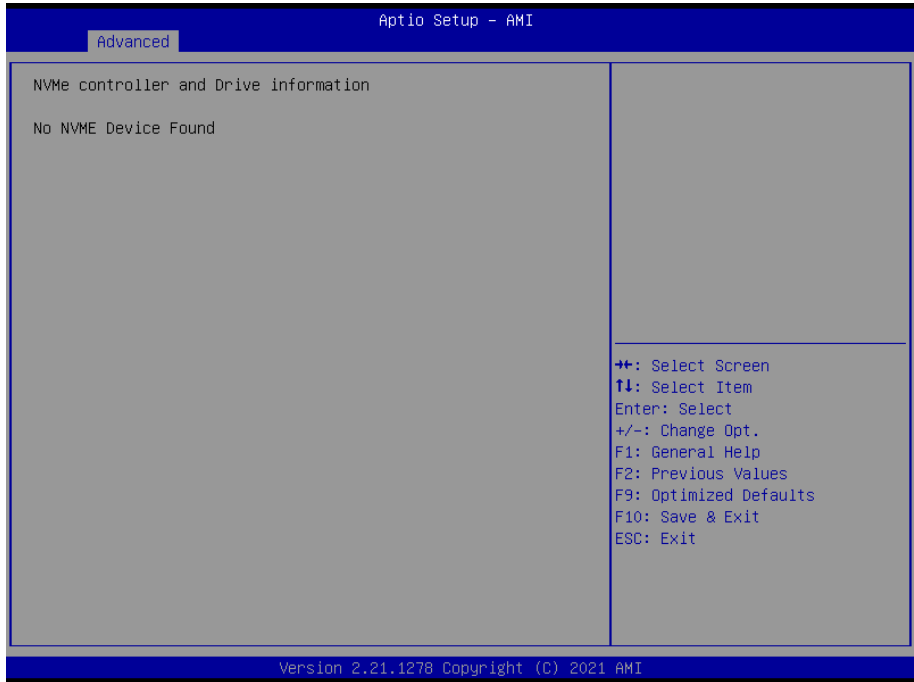 Aptio Setup – AMI
Advanced
NVMe controller and Drive information
No NVME Device Found
→←: Select Screen
↑↓: Select Item
Enter: Select
+/-: Change Opt.
F1: General Help
F2: Previous Values
F9: Optimized Defaults
F10: Save & Exit
ESC: Exit
Version 2.21.1278 Copyright (C) 2021 AMI